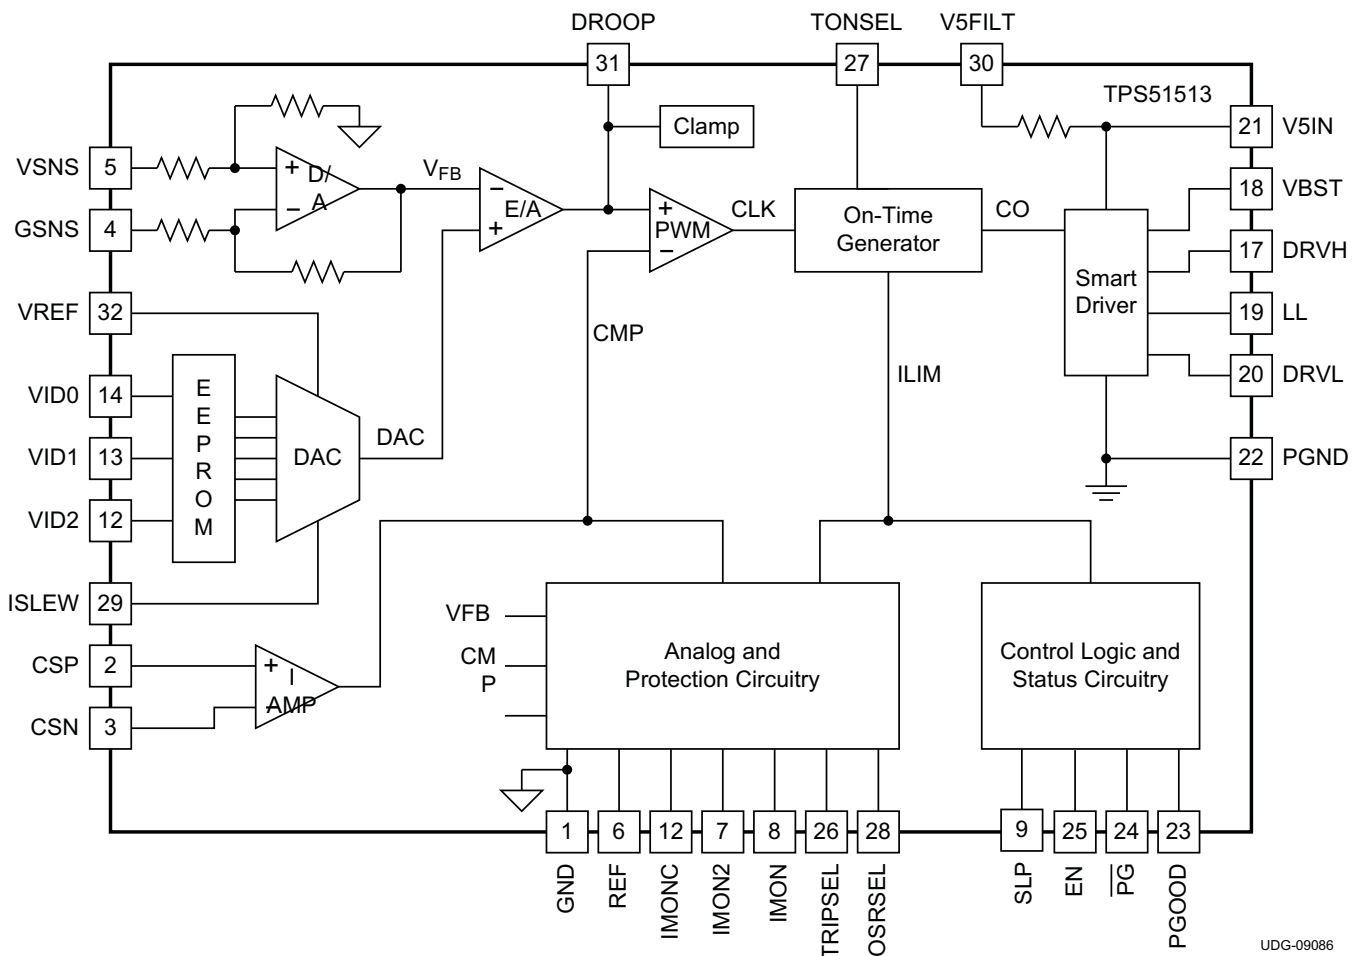 DROOP
TONSEL
V5FILT
31
27
30
TPS51513
Clamp
21
V5IN
VSNS
5
+
D/
A
−
VFB
−
E/A
+
+
PWM
−
CLK
On-Time
Generator
CO
18
VBST
GSNS
4
17
DRVH
Smart
Driver
VREF
32
CMP
19
LL
ILIM
20
DRVL
VID0
14
E
E
P
R
O
M
DAC
DAC
VID1
13
22
PGND
VID2
12
ISLEW
29
VFB
CM
P
Analog and
Protection Circuitry
Control Logic and
Status Circuitry
CSP
2
+
I
AMP
−
CSN
3
1
6
12
7
8
26
28
9
25
24
23
GND
REF
IMONC
IMON2
IMON
TRIPSEL
OSRSEL
SLP
EN
PG
PGOOD
UDG-09086